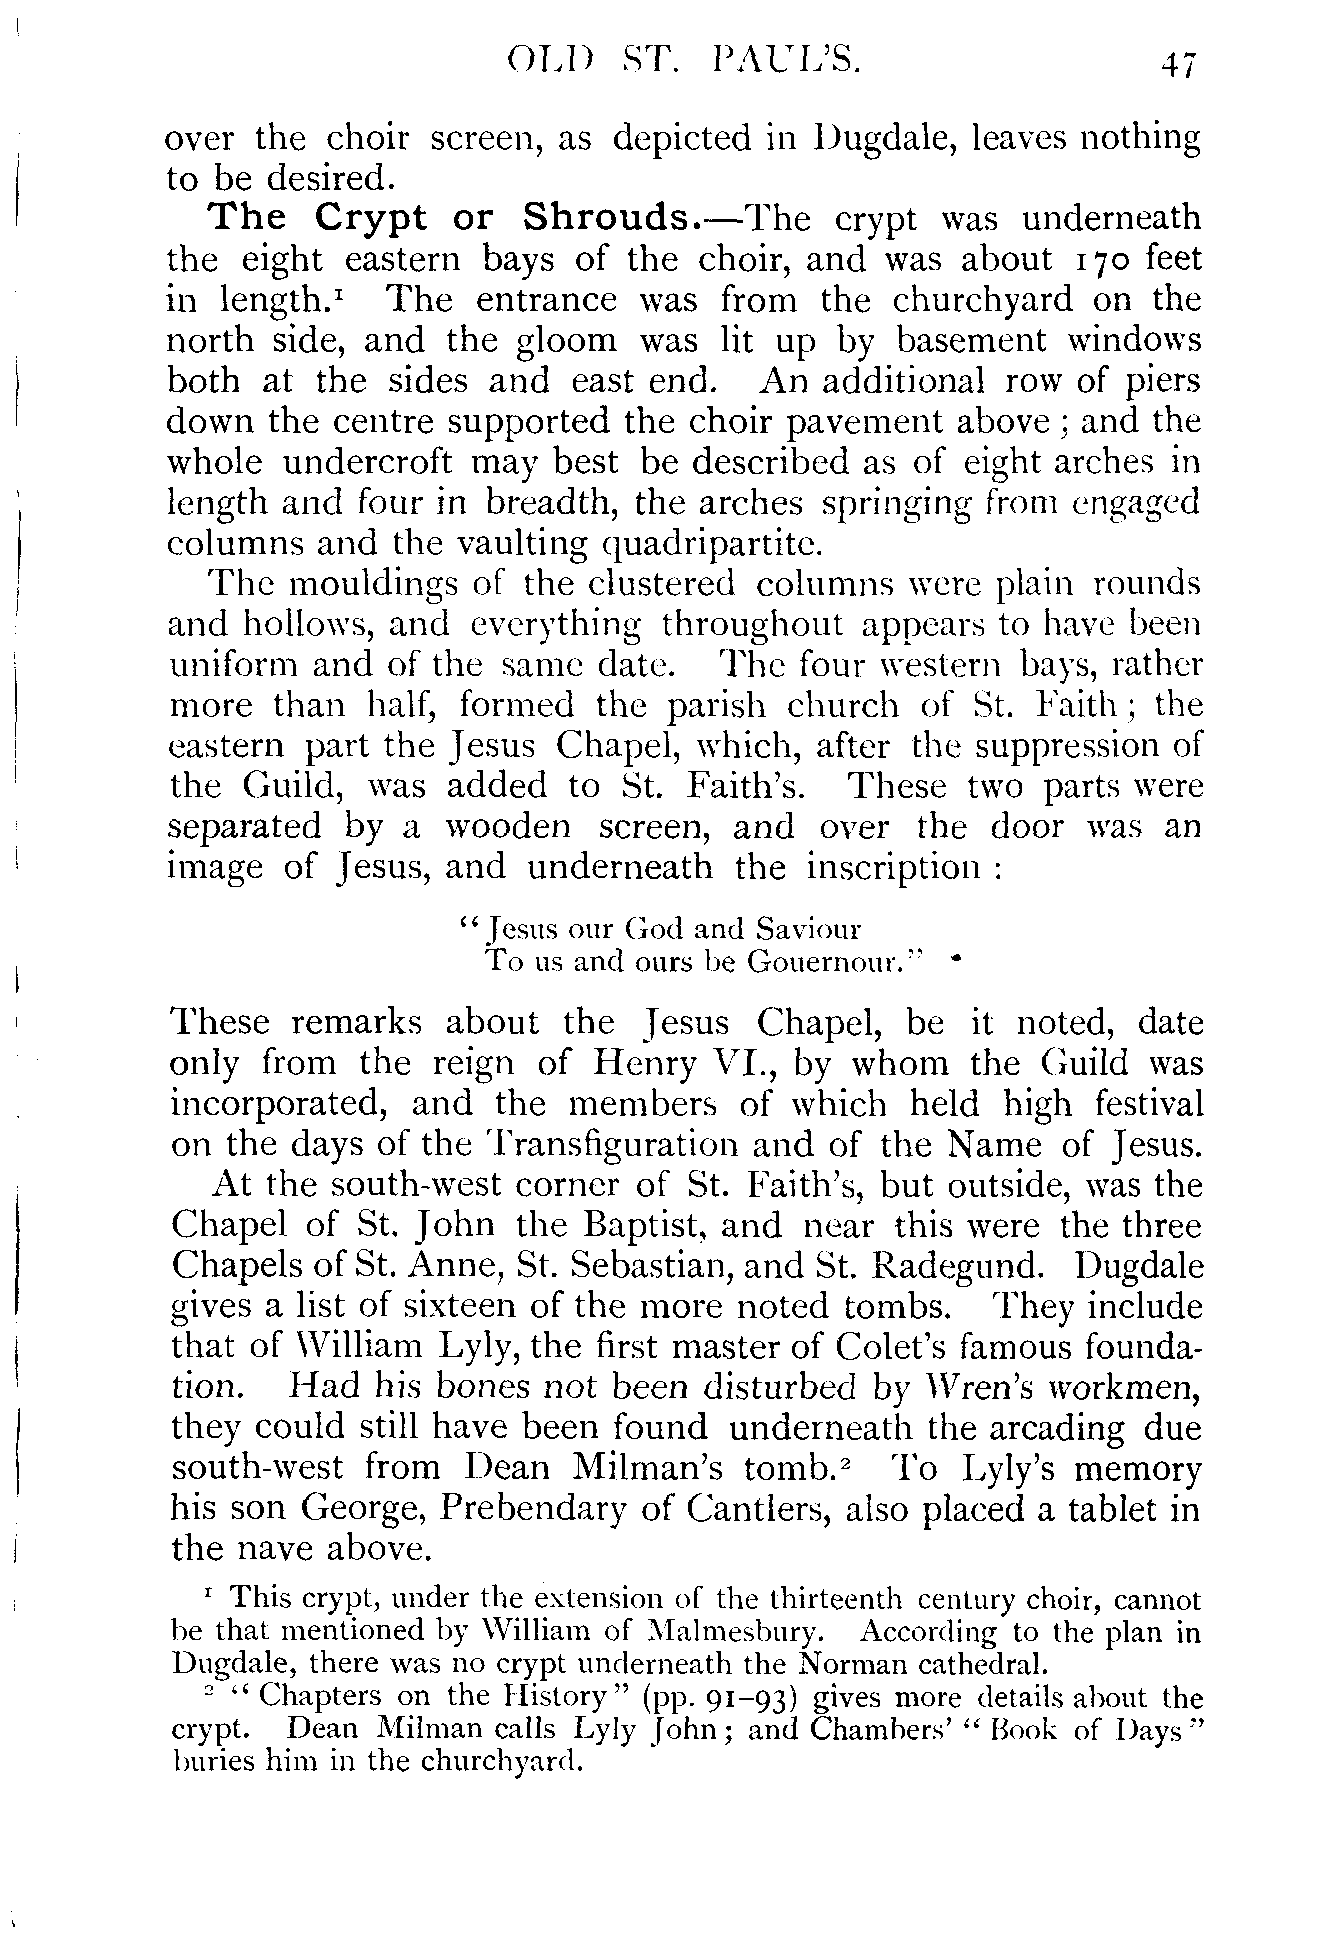 OLD ST. PAUL'S. 47
over the choir screen, as depicted in Dugdale, leaves nothing
to be desired.
The Crypt or Shrouds.—The crypt was underneath
the eight eastern bays of the choir, and was about 170 feet
in length.¹ The entrance was from the churchyard on the
north side, and the gloom was lit up by basement windows
both at the sides and east end. An additional row of piers
down the centre supported the choir pavement above ; and the
whole undercroft may best be described as of eight arches in
length and four in breadth, the arches springing from engaged
columns and the vaulting quadripartite.
The mouldings of the clustered columns were plain rounds
and hollows, and everything throughout appears to have been
uniform and of the same date. The four western bays, rather
more than half, formed the parish church of St. Faith ; the
eastern part the Jesus Chapel, which, after the suppression of
the Guild, was added to St. Faith's. These two parts were
separated by a wooden screen, and over the door was an
image of Jesus, and underneath the inscription :
“ Jesus our God and Saviour
To us and ours be Gouernour.”
These remarks about the Jesus Chapel, be it noted, date
only from the reign of Henry VI., by whom the Guild was
incorporated, and the members of which held high festival
on the days of the Transfiguration and of the Name of Jesus.
At the south-west corner of St. Faith's, but outside, was the
Chapel of St. John the Baptist, and near this were the three
Chapels of St. Anne, St. Sebastian, and St. Radegund. Dugdale
gives a list of sixteen of the more noted tombs. They include
that of William Lyly, the first master of Colet's famous founda-
tion. Had his bones not been disturbed by Wren's workmen,
they could still have been found underneath the arcading due
south-west from Dean Milman's tomb.² To Lyly's memory
his son George, Prebendary of Cantlers, also placed a tablet in
the nave above.
¹ This crypt, under the extension of the thirteenth century choir, cannot
be that mentioned by William of Malmesbury. According to the plan in
Dugdale, there was no crypt underneath the Norman cathedral.
² “ Chapters on the History ” (pp. 91–93) gives more details about the
crypt. Dean Milman calls Lyly John ; and Chambers' “ Book of Days ”
buries him in the churchyard.